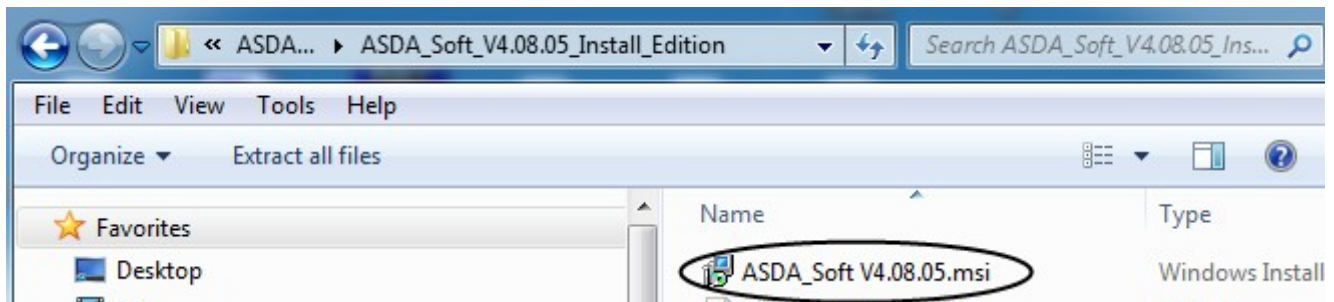 « ASDA... ▸ ASDA_Soft_V4.08.05_Install_Edition Search ASDA_Soft_V4.08.05_Ins...
File Edit View Tools Help
Organize Extract all files
Favorites Name Type
Desktop ASDA_Soft V4.08.05.msi Windows Install